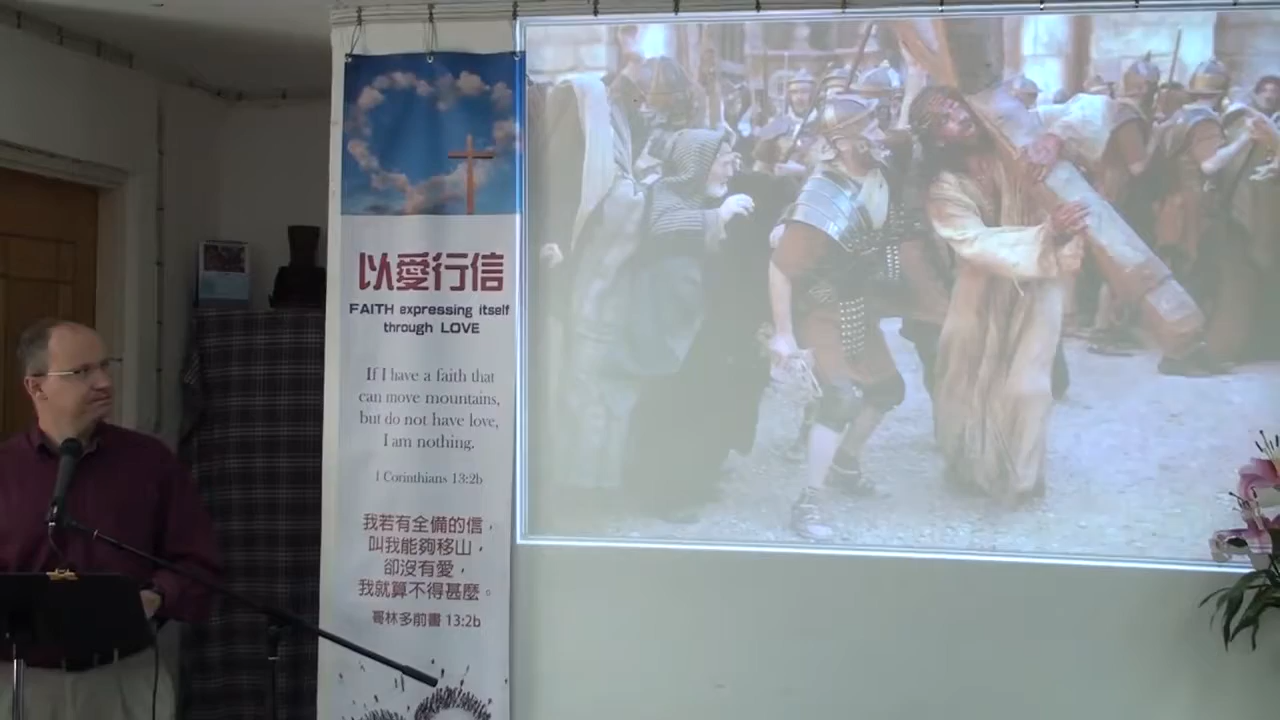 以愛行信
FAITH expressing itself
through LOVE
If I have a faith that
can move mountains,
but do not have love,
I am nothing.
1 Corinthians 13:2b
我若有全備的信，
叫我能夠移山，
卻沒有愛，
我就算不得甚麼。
哥林多前書 13:2b